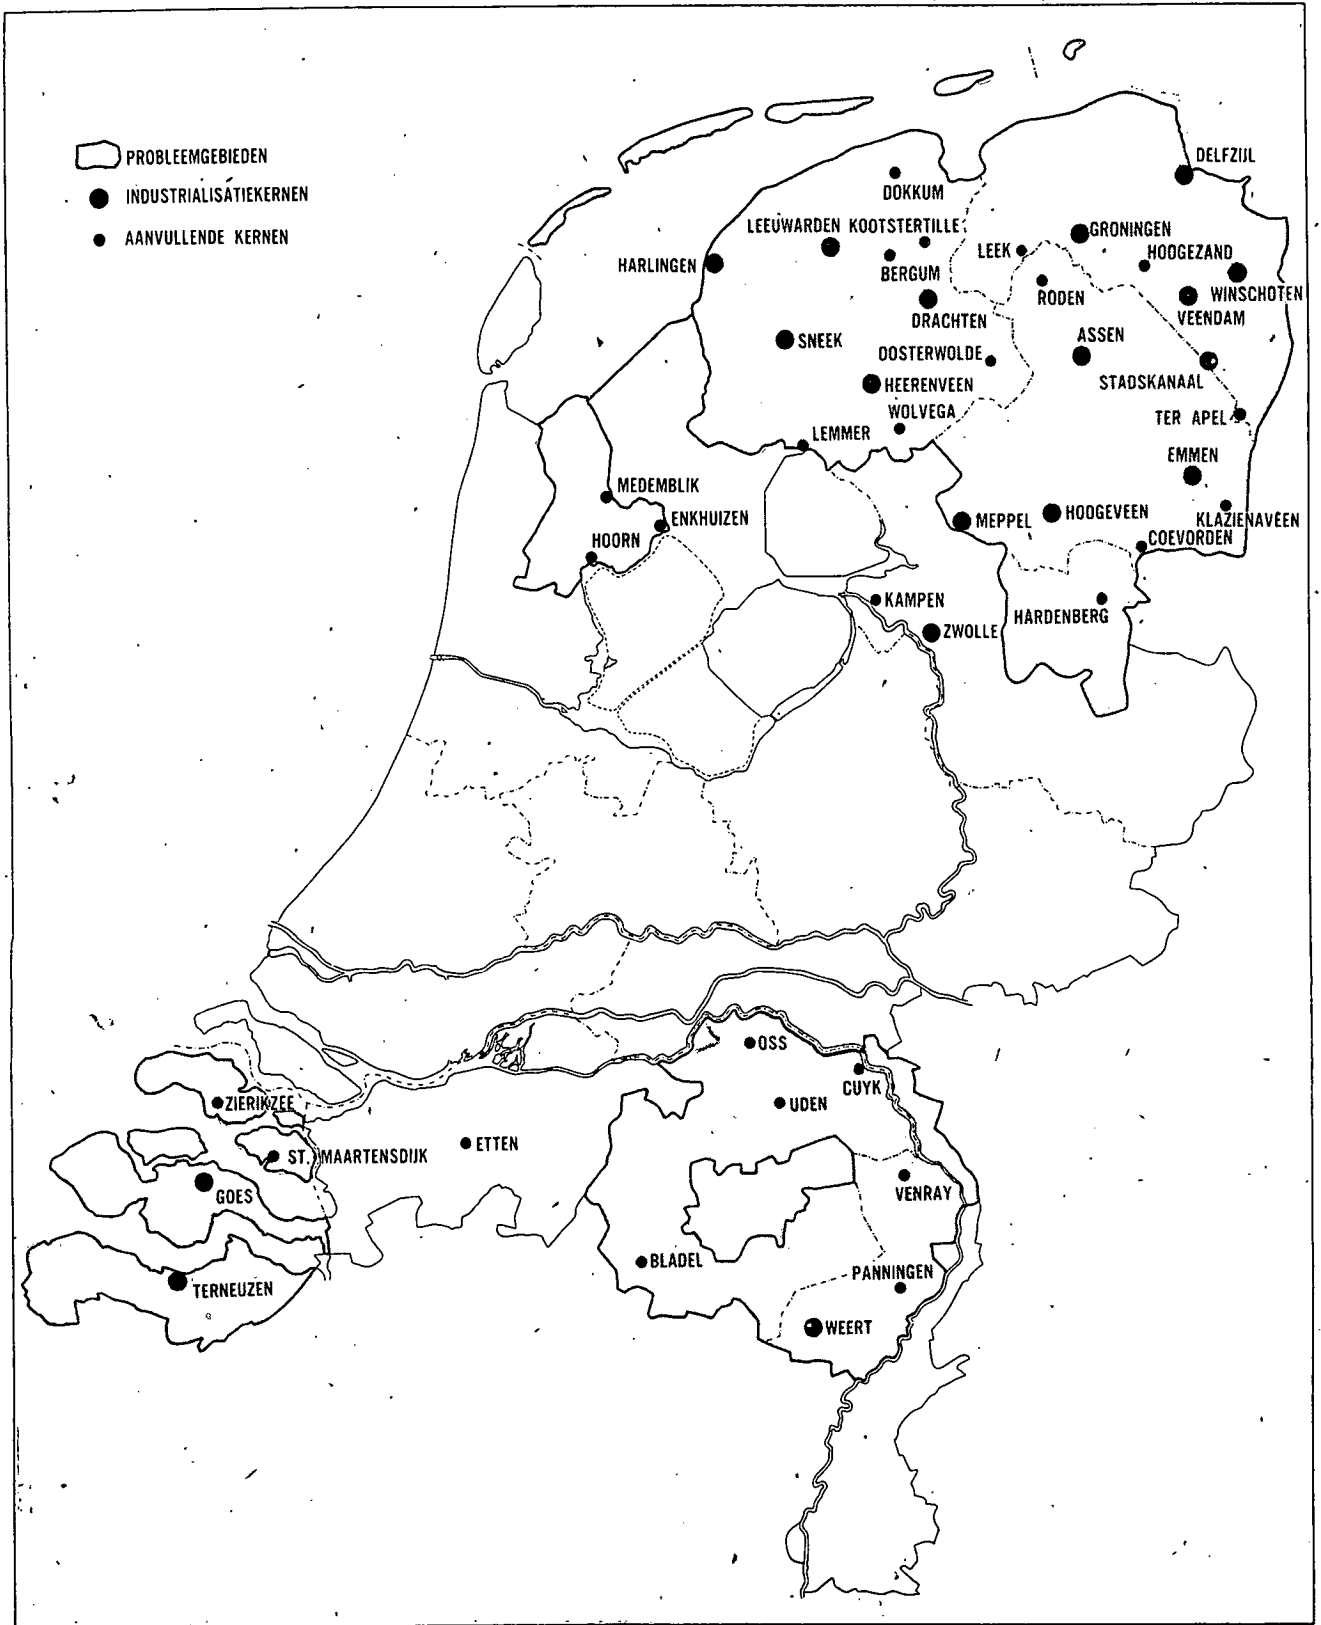 PROBLEEMGEBIEDEN
INDUSTRIALISATIEKERNEN
AANVULLENDE KERNEN
DELFZIJL
DOKKUM
LEEUWARDEN KOOTSTERTILLE
GRONINGEN
LEEK
HOOGEZAND
HARLINGEN
BERGUM
RODEN
WINSCHOTEN
DRACHTEN
VEENDAM
SNEEK
ASSEN
OOSTERWOLDE
HEERENVEEN
STADSKANAAL
WOLVEGA
TER APEL
LEMMER
EMMEN
MEDEMBLIK
ENKHUIZEN
MEPPEL
HOOGEVEEN
KLAZIENAVEEN
HOORN
COEVORDEN
KAMPEN
HARDENBERG
ZWOLLE
OSS
CUYK
ZIERIKZEE
UDEN
ETTEN
ST. MAARTENSDIJK
GOES
VENRAY
BLADEL
PANNINGEN
TERNEUZEN
WEERT